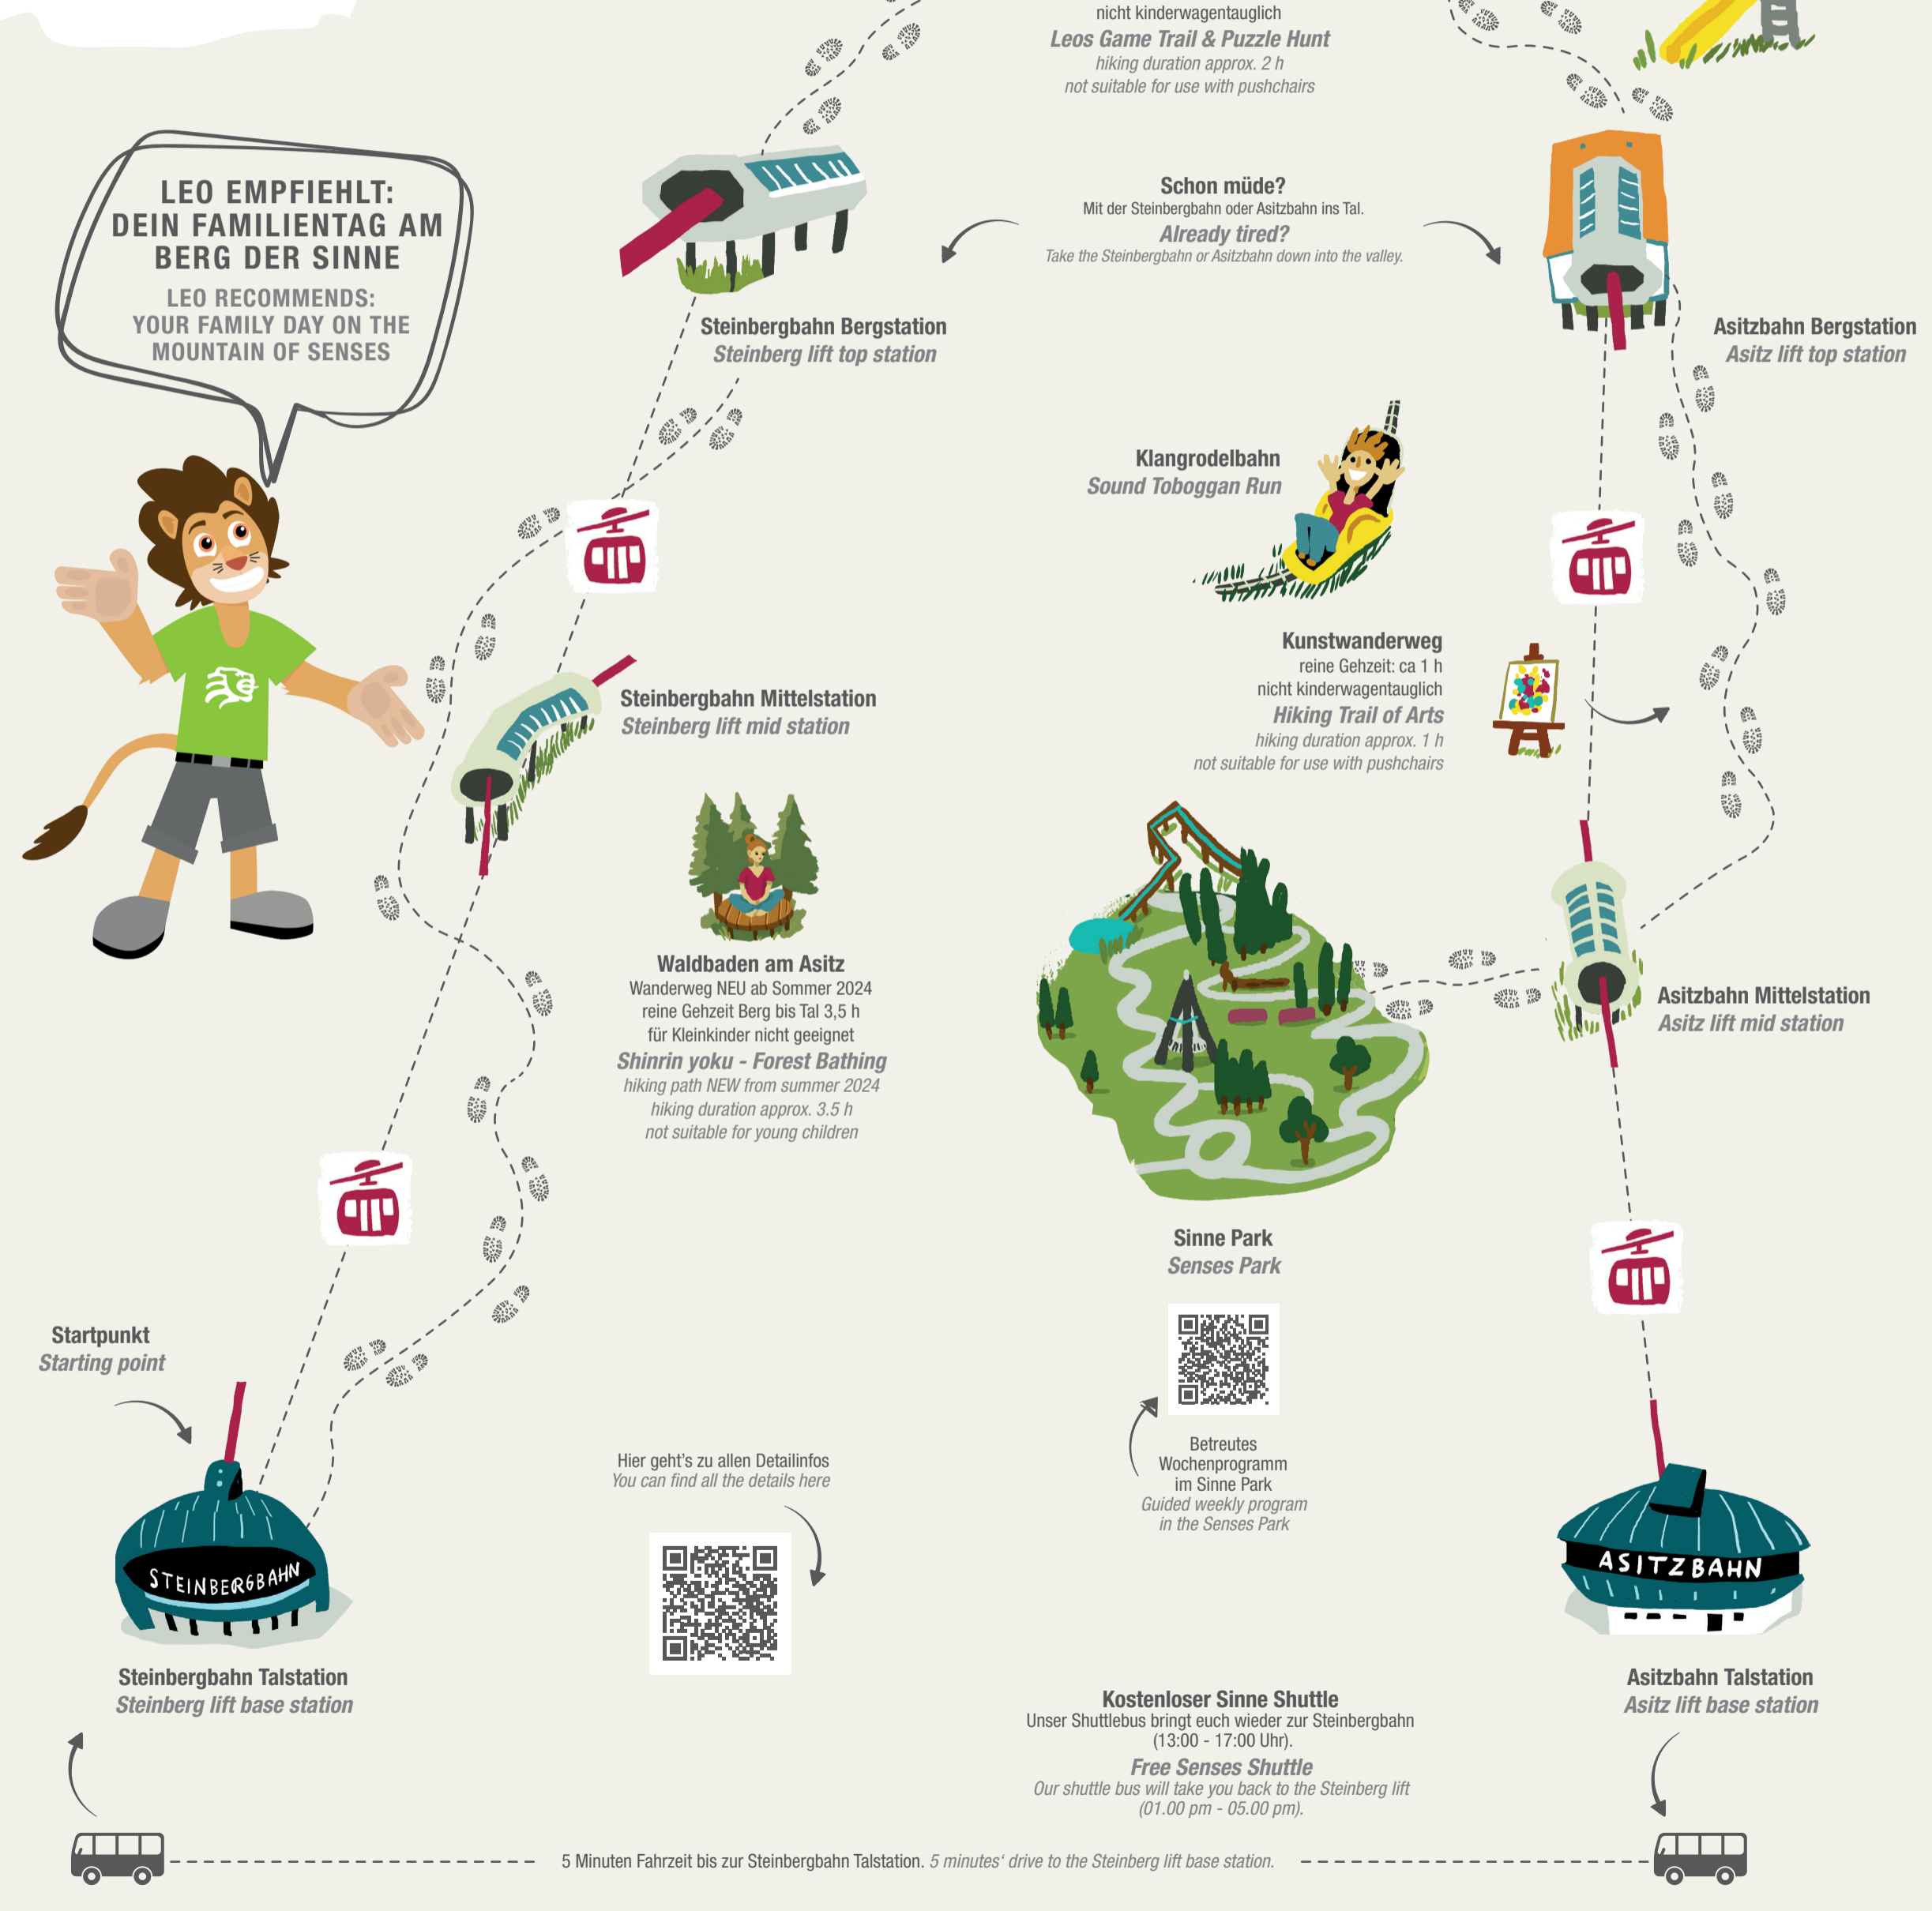 nicht kinderwagentauglich
Leos Game Trail & Puzzle Hunt
hiking duration approx. 2 h
not suitable for use with pushchairs
LEO EMPFIEHLT:
DEIN FAMILIENTAG AM
BERG DER SINNE
LEO RECOMMENDS:
YOUR FAMILY DAY ON THE
MOUNTAIN OF SENSES
Schon müde?
Mit der Steinbergbahn oder Asitzbahn ins Tal.
Already tired?
Take the Steinbergbahn or Asitzbahn down into the valley.
Steinbergbahn Bergstation
Steinberg lift top station
Asitzbahn Bergstation
Asitz lift top station
Klangrodelbahn
Sound Toboggan Run
Kunstwanderweg
reine Gehzeit: ca 1 h
nicht kinderwagentauglich
Hiking Trail of Arts
hiking duration approx. 1 h
not suitable for use with pushchairs
Steinbergbahn Mittelstation
Steinberg lift mid station
Waldbaden am Asitz
Wanderweg NEU ab Sommer 2024
reine Gehzeit Berg bis Tal 3,5 h
für Kleinkinder nicht geeignet
Shinrin yoku - Forest Bathing
hiking path NEW from summer 2024
hiking duration approx. 3.5 h
not suitable for young children
Asitzbahn Mittelstation
Asitz lift mid station
Sinne Park
Senses Park
Startpunkt
Starting point
Betreutes
Wochenprogramm
im Sinne Park
Guided weekly program
in the Senses Park
Hier geht's zu allen Detailinfos
You can find all the details here
STEINBERGBAHN
ASITZBAHN
Steinbergbahn Talstation
Steinberg lift base station
Asitzbahn Talstation
Asitz lift base station
Kostenloser Sinne Shuttle
Unser Shuttlebus bringt euch wieder zur Steinbergbahn
(13:00 - 17:00 Uhr).
Free Senses Shuttle
Our shuttle bus will take you back to the Steinberg lift
(01.00 pm - 05.00 pm).
5 Minuten Fahrzeit bis zur Steinbergbahn Talstation. 5 minutes' drive to the Steinberg lift base station.